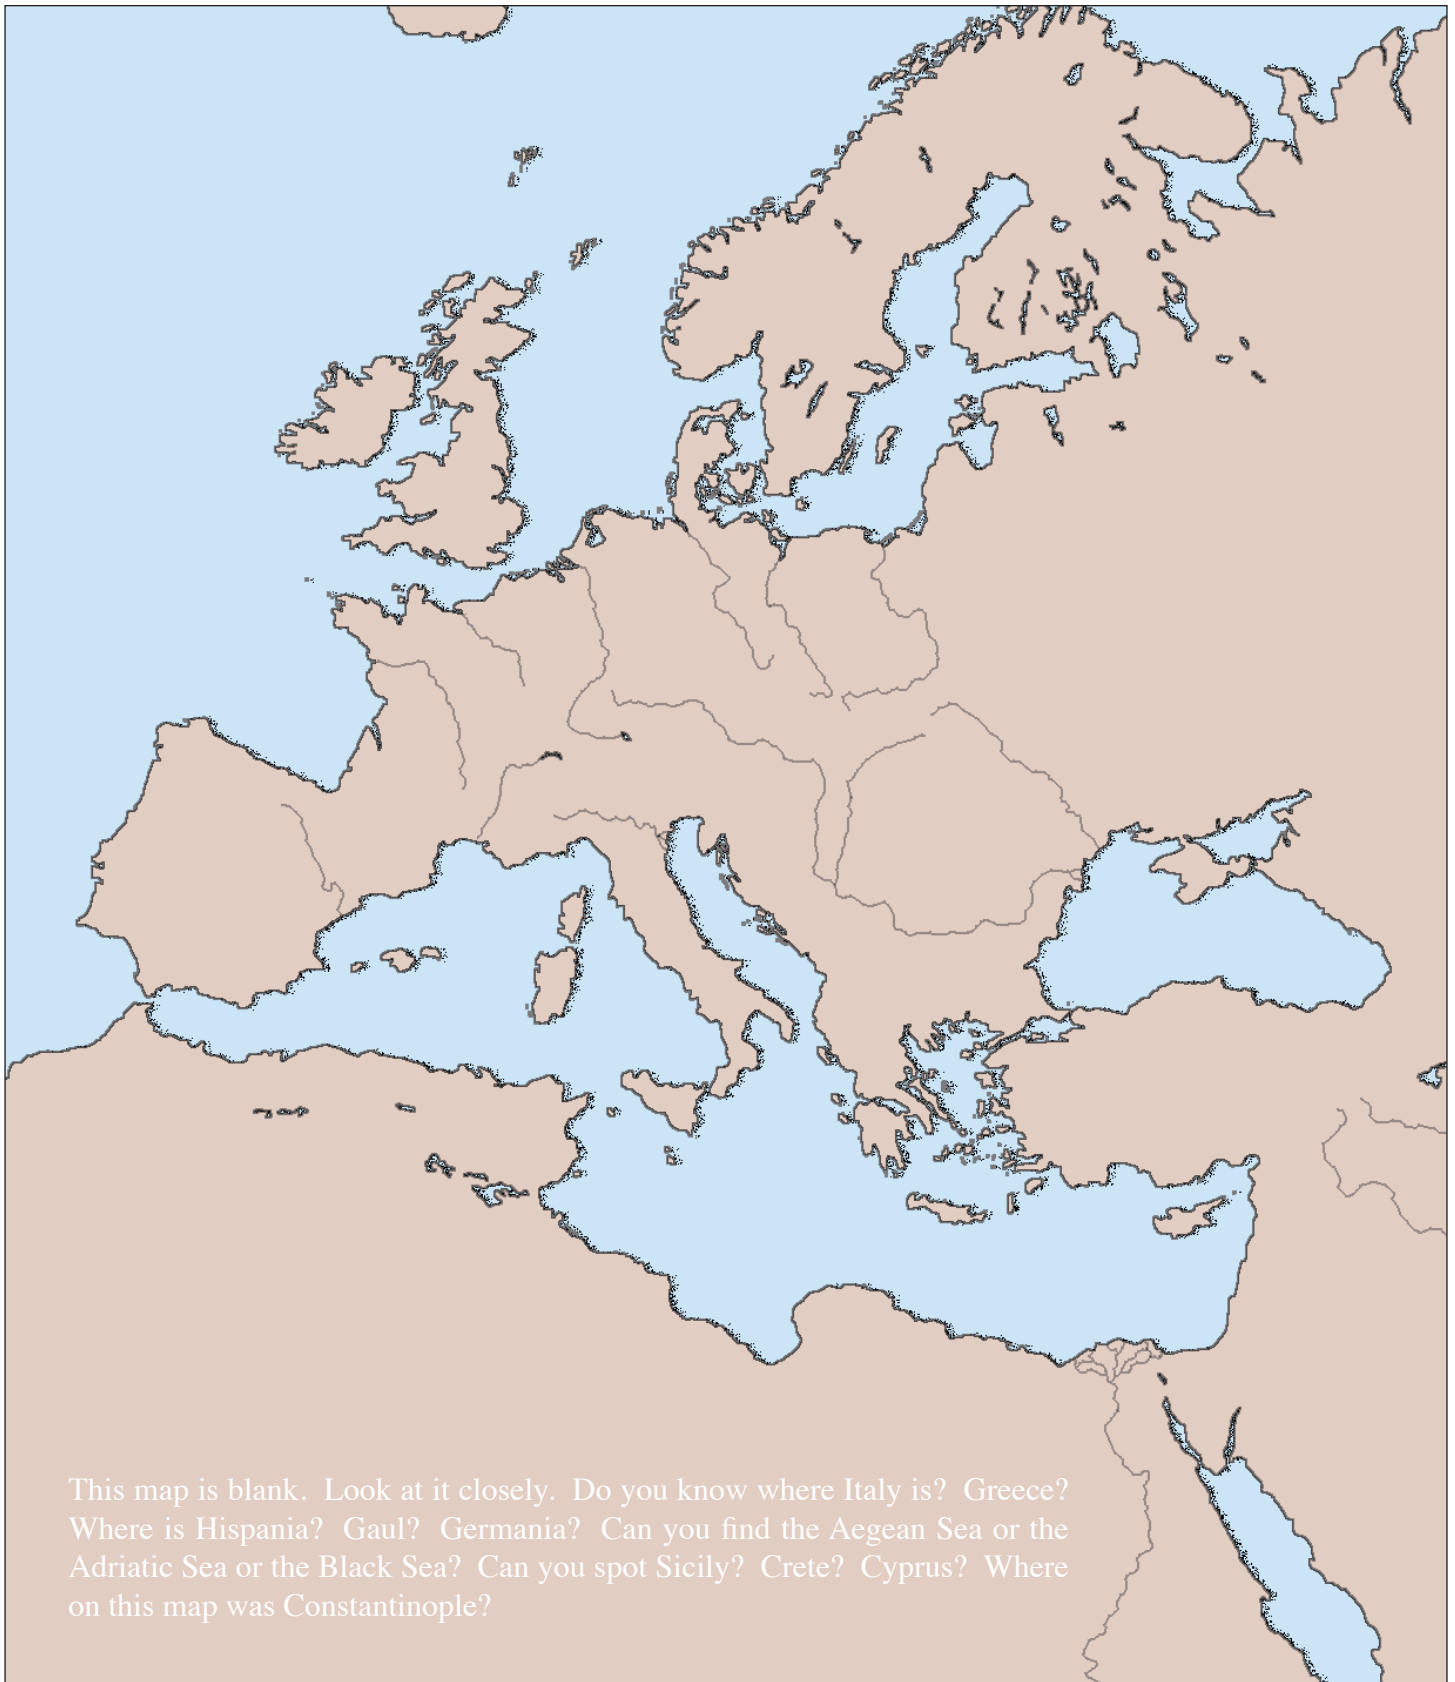 This map is blank.  Look at it closely.  Do you know where Italy is?  Greece?
Where is Hispania?  Gaul?  Germania?  Can you find the Aegean Sea or the
Adriatic Sea or the Black Sea?  Can you spot Sicily?  Crete?  Cyprus?  Where
on this map was Constantinople?